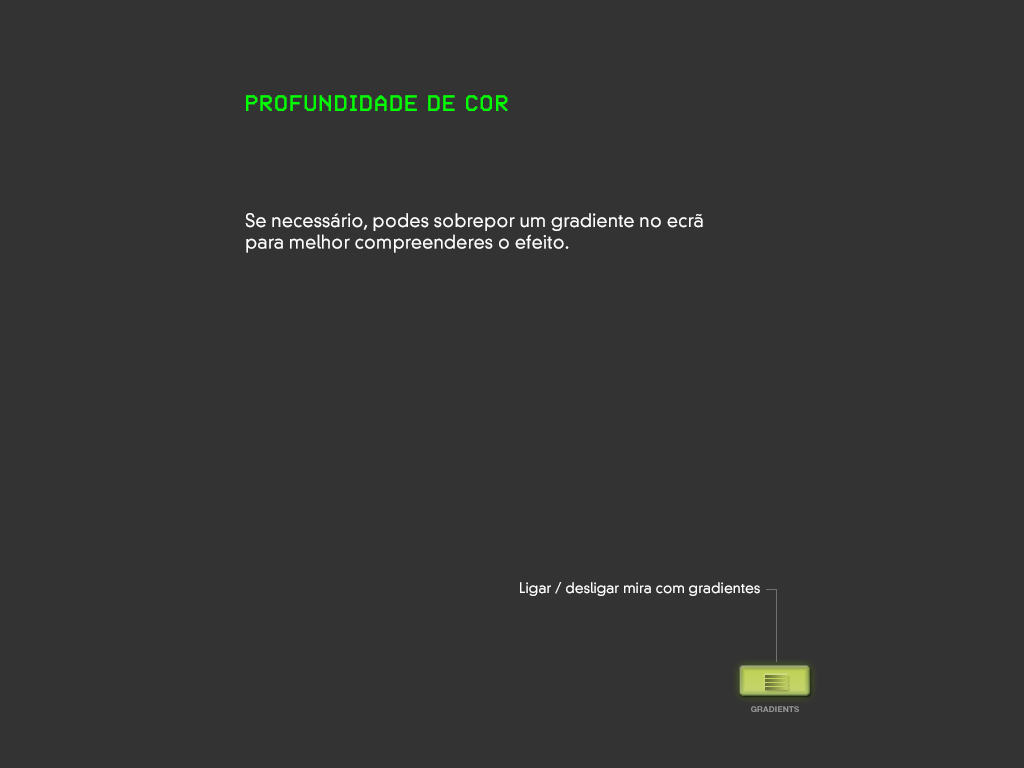 PROFUNDIDADE DE COR
Se necessário, podes sobrepor um gradiente no ecrã
para melhor compreenderes o efeito.
Ligar / desligar mira com gradientes
GRADIENTS